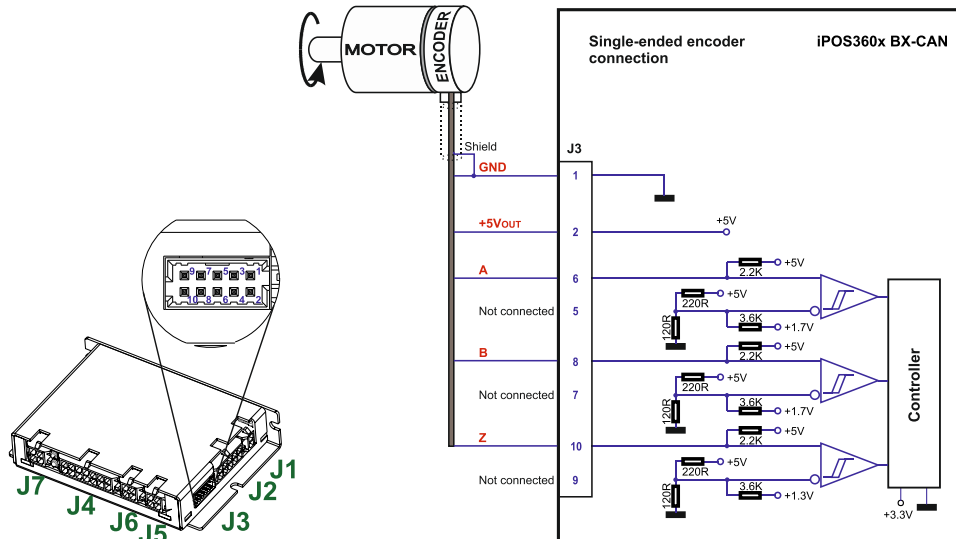 MOTOR
ENCODER
Single-ended encoder
connection
iPOS360x BX-CAN
Shield
J3
GND
1
+5VOUT
2
+5V
A
6
+5V
2.2K
Not connected
5
220R
+5V
120R
3.6K
+1.7V
B
8
+5V
2.2K
Not connected
7
220R
+5V
120R
3.6K
+1.7V
Z
10
+5V
2.2K
Not connected
9
220R
+5V
120R
3.6K
+1.3V
Controller
+3.3V
9 7 5 3 1
10 8 6 4 2
J1
J2
J3
J7
J4
J6
J5